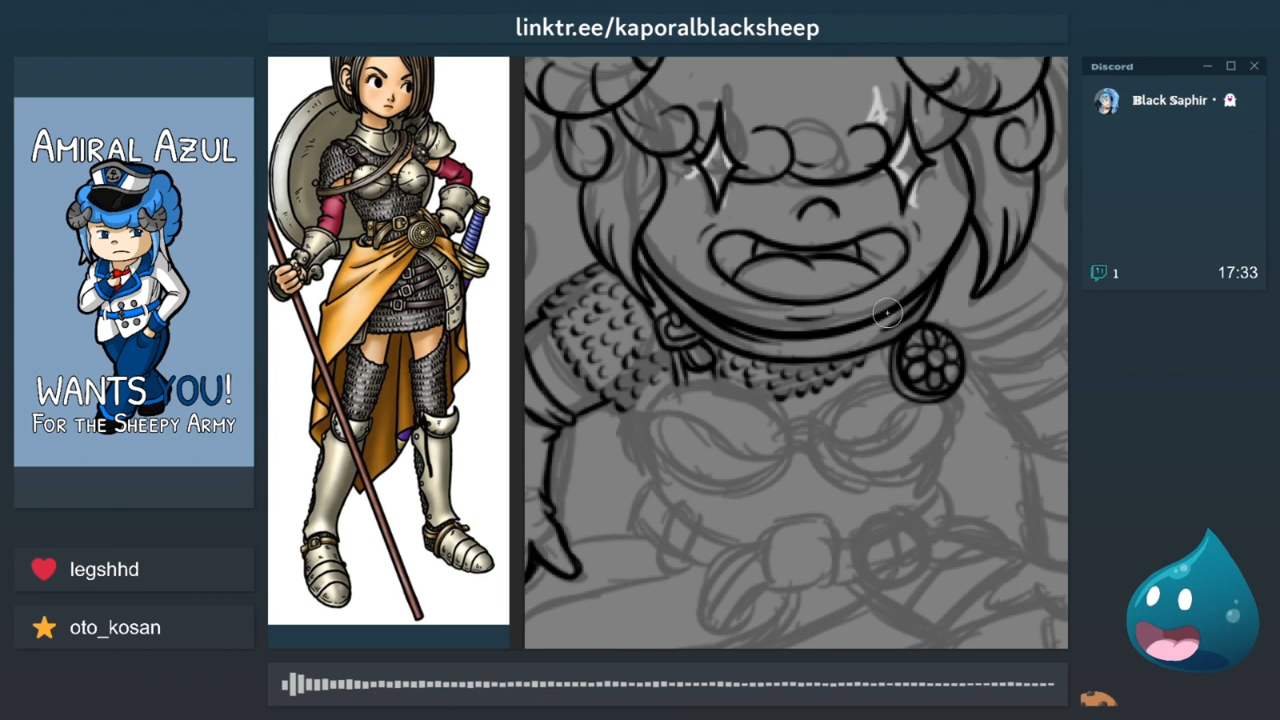 linktr.ee/kaporalblacksheep
AMIRAL AZUL
WANTS YOU!
FOR THE SHEEPY ARMY
legshhd
oto_kosan
Discord
Black Saphir
1
17:33